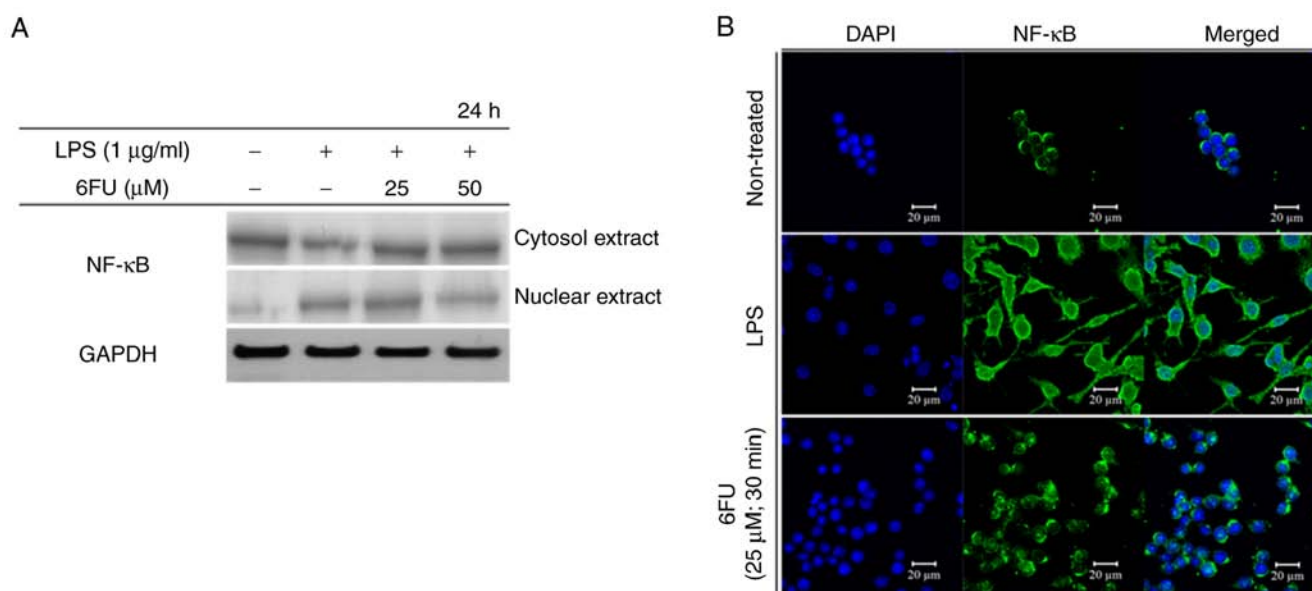 A
24 h
LPS (1 μg/ml) – + + +
6FU (μM) – – 25 50
NF-κB
Cytosol extract
Nuclear extract
GAPDH
B
DAPI NF-κB Merged
Non-treated
20 μm 20 μm 20 μm
LPS
20 μm 20 μm 20 μm
6FU
(25 μM; 30 min)
20 μm 20 μm 20 μm